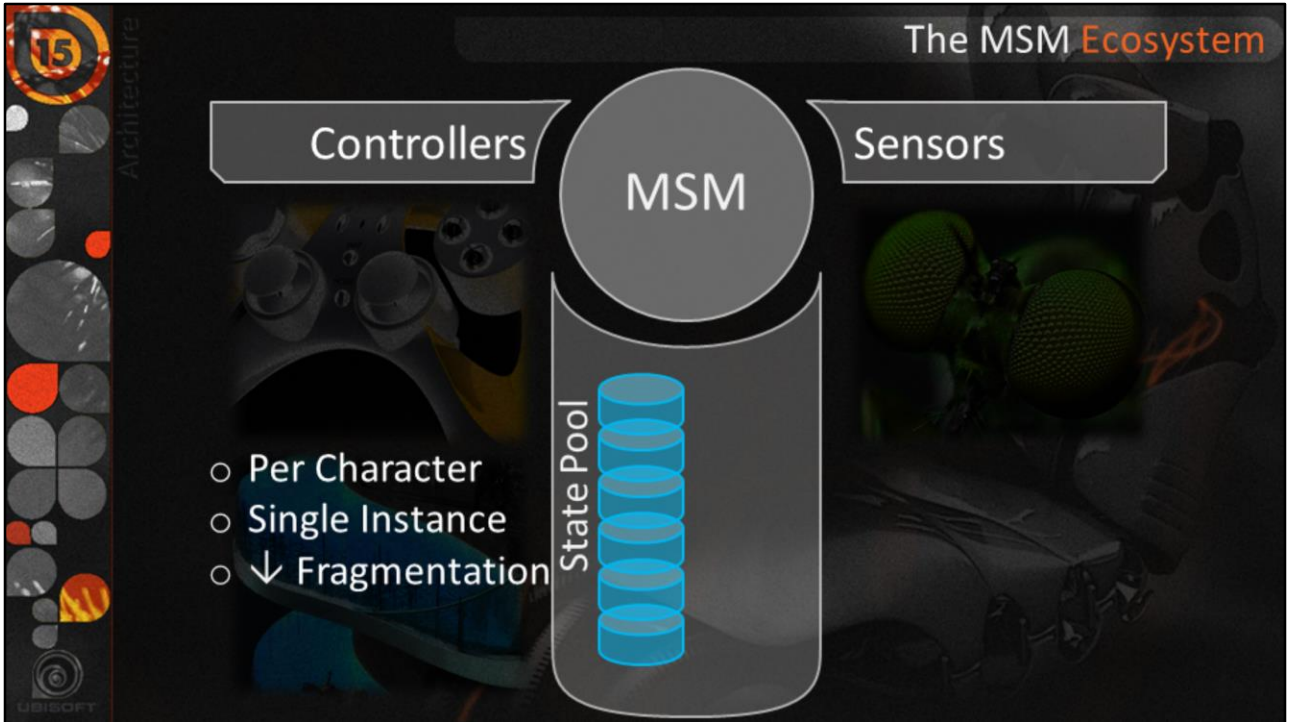 The MSM Ecosystem
15
Architecture
Controllers
MSM
Sensors
State Pool
○ Per Character
○ Single Instance
○ ↓ Fragmentation
UBISOFT